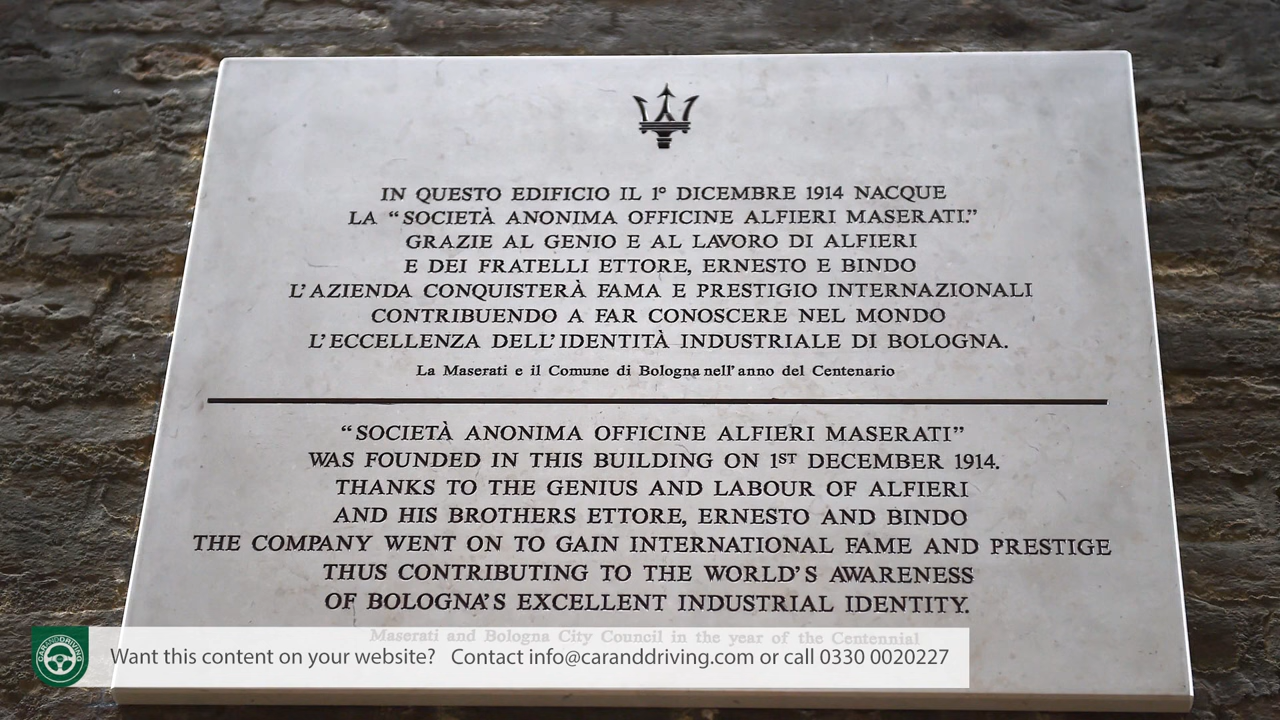 IN QUESTO EDIFICIO IL 1° DICEMBRE 1914 NACQUE
LA “SOCIETÀ ANONIMA OFFICINE ALFIERI MASERATI.”
GRAZIE AL GENIO E AL LAVORO DI ALFIERI
E DEI FRATELLI ETTORE, ERNESTO E BINDO
L’AZIENDA CONQUISTERÀ FAMA E PRESTIGIO INTERNAZIONALI
CONTRIBUENDO A FAR CONOSCERE NEL MONDO
L’ECCELLENZA DELL’IDENTITÀ INDUSTRIALE DI BOLOGNA.
La Maserati e il Comune di Bologna nell’anno del Centenario
“SOCIETÀ ANONIMA OFFICINE ALFIERI MASERATI”
WAS FOUNDED IN THIS BUILDING ON 1ST DECEMBER 1914.
THANKS TO THE GENIUS AND LABOUR OF ALFIERI
AND HIS BROTHERS ETTORE, ERNESTO AND BINDO
THE COMPANY WENT ON TO GAIN INTERNATIONAL FAME AND PRESTIGE
THUS CONTRIBUTING TO THE WORLD’S AWARENESS
OF BOLOGNA’S EXCELLENT INDUSTRIAL IDENTITY.
Maserati and Bologna City Council in the year of the Centennial
CARANDDRIVING
Want this content on your website? Contact info@caranddriving.com or call 0330 0020227